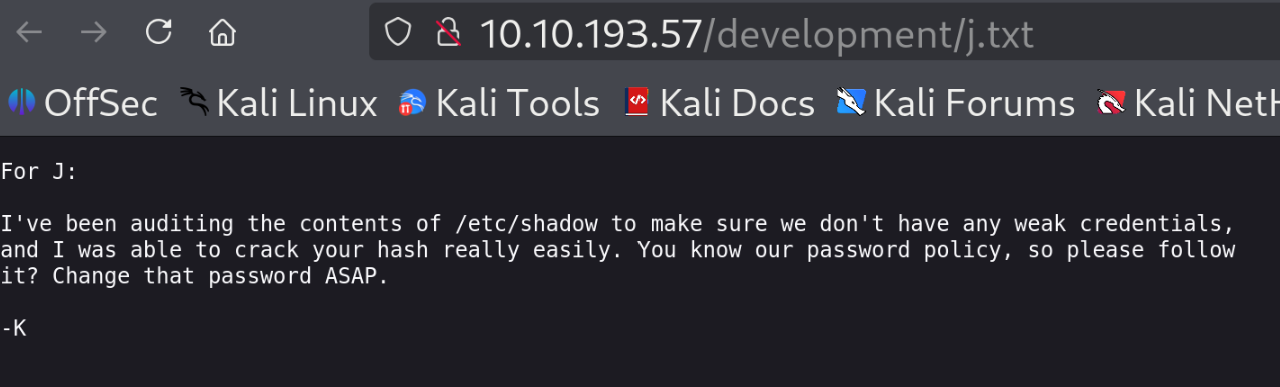 10.10.193.57/development/j.txt
OffSec Kali Linux Kali Tools Kali Docs Kali Forums Kali NetH
For J:
I've been auditing the contents of /etc/shadow to make sure we don't have any weak credentials,
and I was able to crack your hash really easily. You know our password policy, so please follow
it? Change that password ASAP.
-K